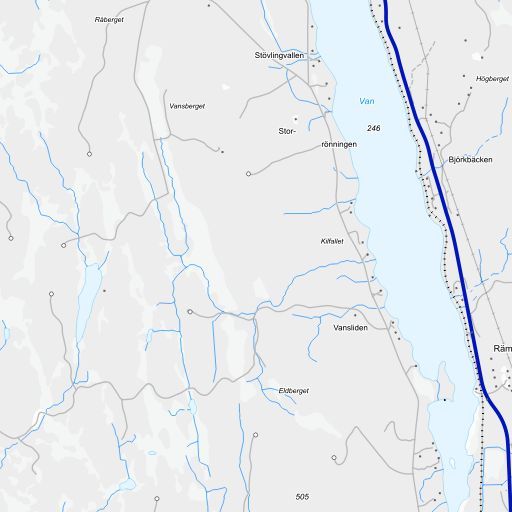 Råberget
Stövlingvallen
Högberget
Van
Vansberget
246
Stor-
rönningen
Björkbacken
Kilfallet
Vansliden
Räm
Eldberget
505